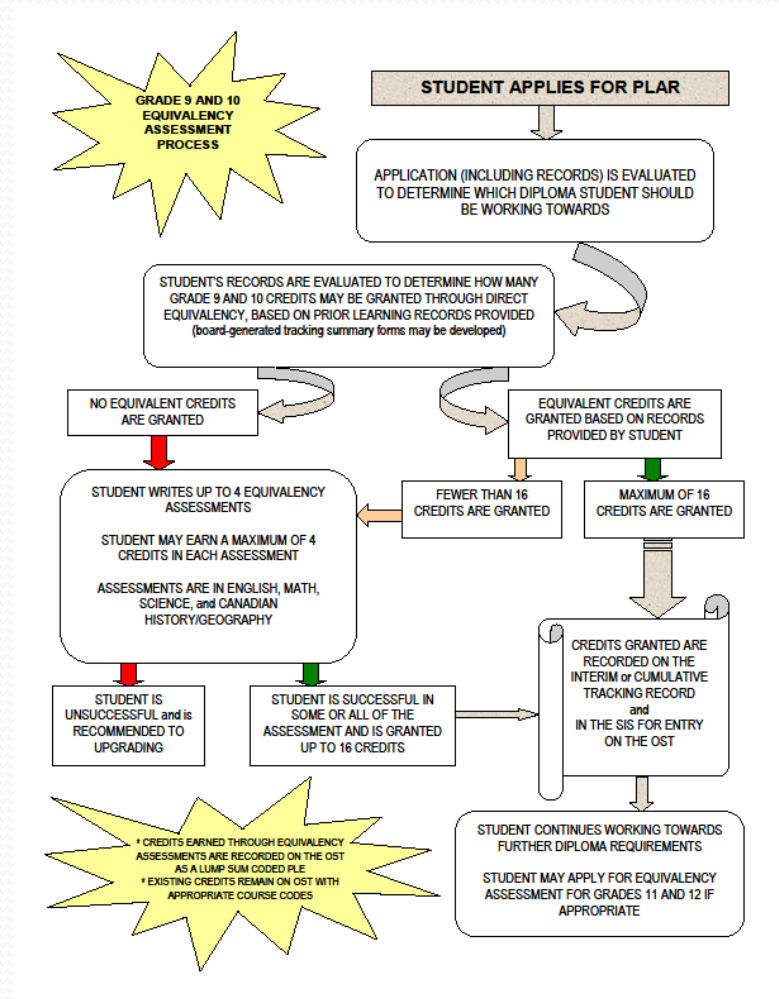 GRADE 9 AND 10
EQUIVALENCY
ASSESSMENT
PROCESS
STUDENT APPLIES FOR PLAR
APPLICATION (INCLUDING RECORDS) IS EVALUATED
TO DETERMINE WHICH DIPLOMA STUDENT SHOULD
BE WORKING TOWARDS
STUDENT'S RECORDS ARE EVALUATED TO DETERMINE HOW MANY
GRADE 9 AND 10 CREDITS MAY BE GRANTED THROUGH DIRECT
EQUIVALENCY, BASED ON PRIOR LEARNING RECORDS PROVIDED
(board-generated tracking summary forms may be developed)
NO EQUIVALENT CREDITS
ARE GRANTED
EQUIVALENT CREDITS ARE
GRANTED BASED ON RECORDS
PROVIDED BY STUDENT
STUDENT WRITES UP TO 4 EQUIVALENCY
ASSESSMENTS
STUDENT MAY EARN A MAXIMUM OF 4
CREDITS IN EACH ASSESSMENT
ASSESSMENTS ARE IN ENGLISH, MATH,
SCIENCE, and CANADIAN
HISTORY/GEOGRAPHY
FEWER THAN 16
CREDITS ARE GRANTED
MAXIMUM OF 16
CREDITS ARE GRANTED
CREDITS GRANTED ARE
RECORDED ON THE
INTERIM or CUMULATIVE
TRACKING RECORD
and
IN THE SIS FOR ENTRY
ON THE OST
STUDENT IS
UNSUCCESSFUL and is
RECOMMENDED TO
UPGRADING
STUDENT IS SUCCESSFUL IN
SOME OR ALL OF THE
ASSESSMENT AND IS GRANTED
UP TO 16 CREDITS
* CREDITS EARNED THROUGH EQUIVALENCY
ASSESSMENTS ARE RECORDED ON THE OST
AS A LUMP SUM CODED PLE
* EXISTING CREDITS REMAIN ON OST WITH
APPROPRIATE COURSE CODES
STUDENT CONTINUES WORKING TOWARDS
FURTHER DIPLOMA REQUIREMENTS
STUDENT MAY APPLY FOR EQUIVALENCY
ASSESSMENT FOR GRADES 11 AND 12 IF
APPROPRIATE